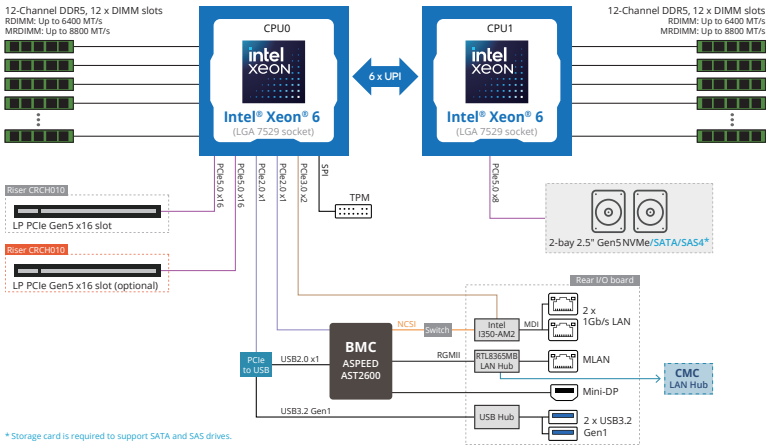 12-Channel DDR5, 12 x DIMM slots
RDIMM: Up to 6400 MT/s
MRDIMM: Up to 8800 MT/s
CPU0
intel
XEON
Intel® Xeon® 6
(LGA 7529 socket)
6 x UPI
CPU1
intel
XEON
Intel® Xeon® 6
(LGA 7529 socket)
12-Channel DDR5, 12 x DIMM slots
RDIMM: Up to 6400 MT/s
MRDIMM: Up to 8800 MT/s
PCIe5.0 x16
PCIe5.0 x16
PCIe2.0 x1
PCIe2.0 x1
PCIe3.0 x2
SPI
PCIe5.0 x8
TPM
Riser CRCH010
LP PCIe Gen5 x16 slot
Riser CRCH010
LP PCIe Gen5 x16 slot (optional)
2-bay 2.5" Gen5 NVMe/SATA/SAS4*
Rear I/O board
NCSI
Switch
Intel
I350-AM2
MDI
2 x
1Gb/s LAN
BMC
ASPEED
AST2600
PCIe
to USB
USB2.0 x1
RGMII
RTL8365MB
LAN Hub
MLAN
CMC
LAN Hub
Mini-DP
USB3.2 Gen1
USB Hub
2 x USB3.2
Gen1
* Storage card is required to support SATA and SAS drives.